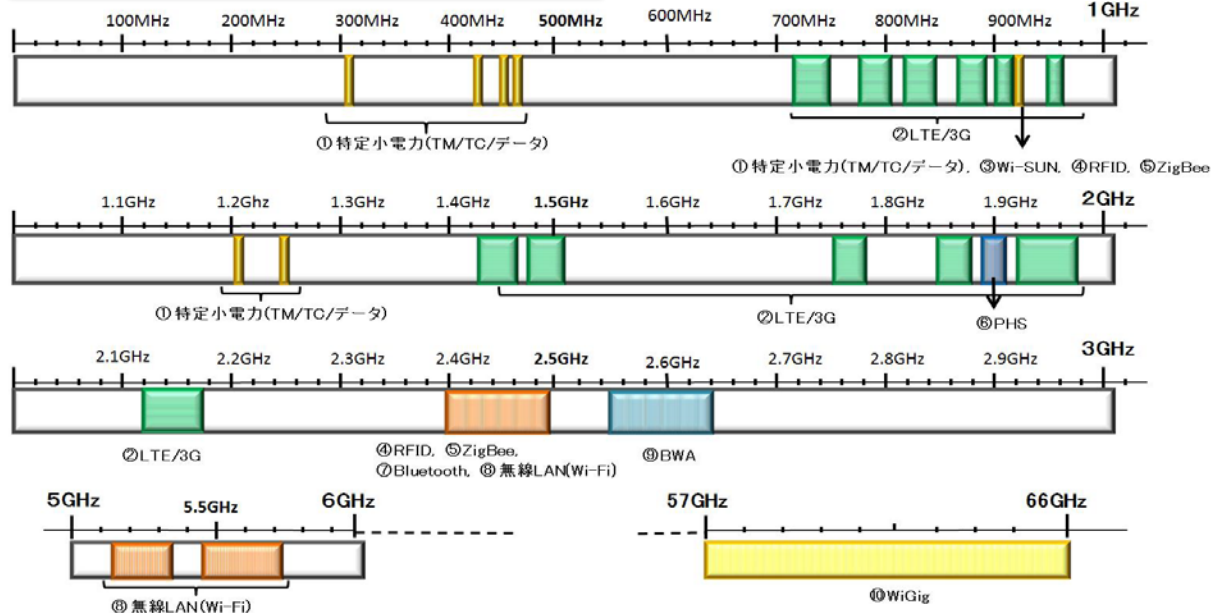 100MHz 200MHz 300MHz 400MHz 500MHz 600MHz 700MHz 800MHz 900MHz 1GHz
①特定小電力(TM/TC/データ)
②LTE/3G
①特定小電力(TM/TC/データ), ③Wi-SUN, ④RFID, ⑤ZigBee
1.1GHz 1.2Ghz 1.3GHz 1.4GHz 1.5GHz 1.6GHz 1.7GHz 1.8GHz 1.9GHz 2GHz
①特定小電力(TM/TC/データ)
②LTE/3G
⑥PHS
2.1GHz 2.2GHz 2.3GHz 2.4GHz 2.5GHz 2.6GHz 2.7GHz 2.8GHz 2.9GHz 3GHz
②LTE/3G
④RFID, ⑤ZigBee,
⑦Bluetooth, ⑧無線LAN(Wi-Fi)
⑨BWA
5GHz 5.5GHz 6GHz 57GHz 66GHz
⑧無線LAN(Wi-Fi)
⑩WiGig